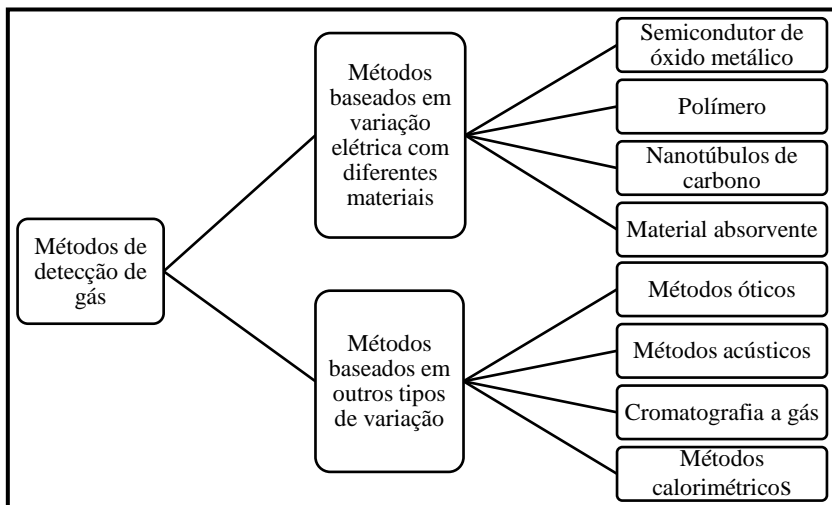 Métodos de
detecção de
gás
Métodos
baseados em
variação
elétrica com
diferentes
materiais
Semicondutor de
óxido metálico
Polímero
Nanotúbulos de
carbono
Material absorvente
Métodos
baseados em
outros tipos
de variação
Métodos óticos
Métodos acústicos
Cromatografia a gás
Métodos
calorimétricos